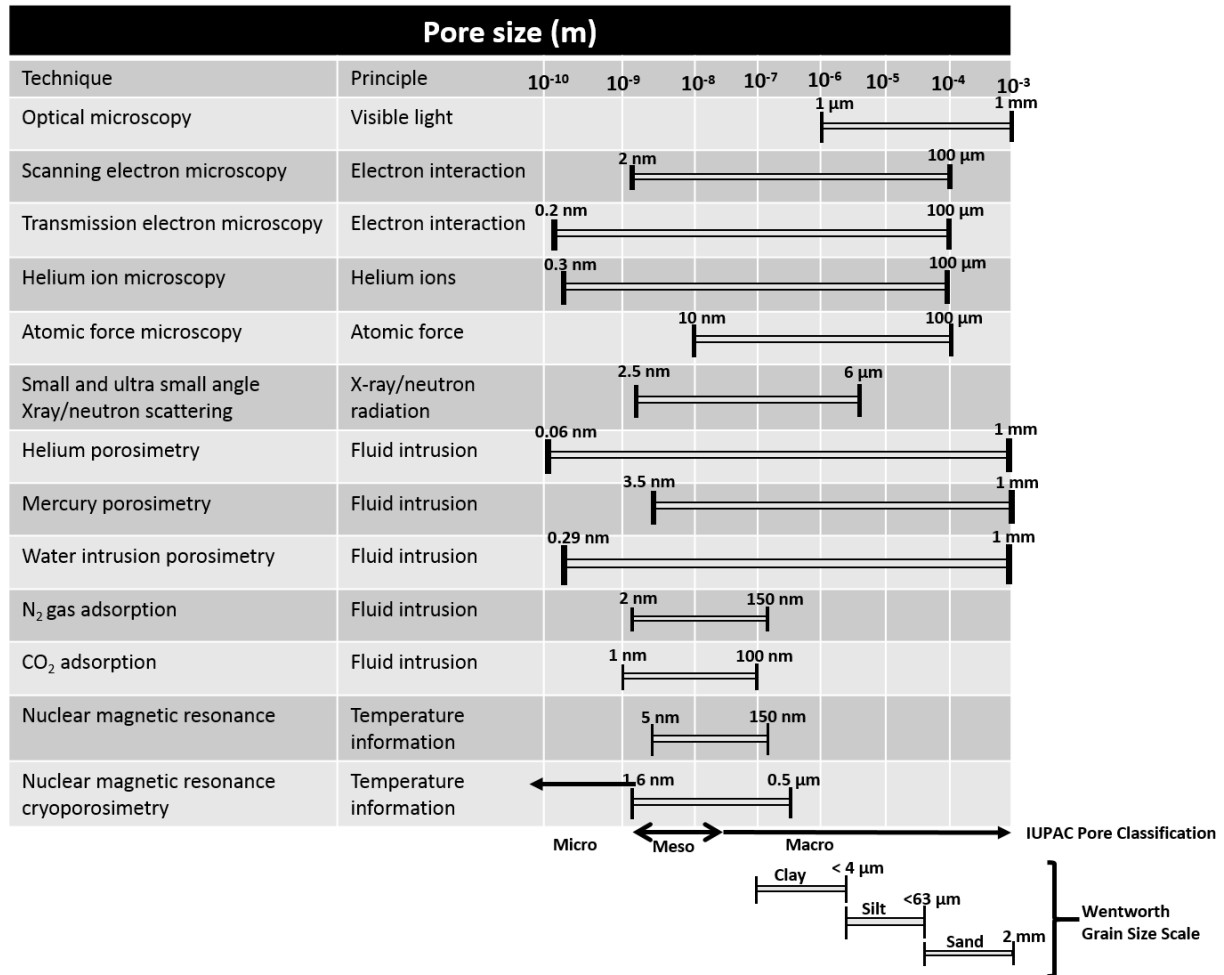 Pore size (m)
Technique Principle 10⁻¹⁰ 10⁻⁹ 10⁻⁸ 10⁻⁷ 10⁻⁶ 10⁻⁵ 10⁻⁴ 10⁻³
Optical microscopy Visible light 1 µm 1 mm
Scanning electron microscopy Electron interaction 2 nm 100 µm
Transmission electron microscopy Electron interaction 0.2 nm 100 µm
Helium ion microscopy Helium ions 0.3 nm 100 µm
Atomic force microscopy Atomic force 10 nm 100 µm
Small and ultra small angle X-ray/neutron 2.5 nm 6 µm
Xray/neutron scattering radiation
Helium porosimetry Fluid intrusion 0.06 nm 1 mm
Mercury porosimetry Fluid intrusion 3.5 nm 1 mm
Water intrusion porosimetry Fluid intrusion 0.29 nm 1 mm
N₂ gas adsorption Fluid intrusion 2 nm 150 nm
CO₂ adsorption Fluid intrusion 1 nm 100 nm
Nuclear magnetic resonance Temperature 5 nm 150 nm
information
Nuclear magnetic resonance Temperature 1.6 nm 0.5 µm
cryoporosimetry information
Micro Meso Macro IUPAC Pore Classification
Clay < 4 µm
Silt <63 µm
Sand 2 mm
Wentworth
Grain Size Scale